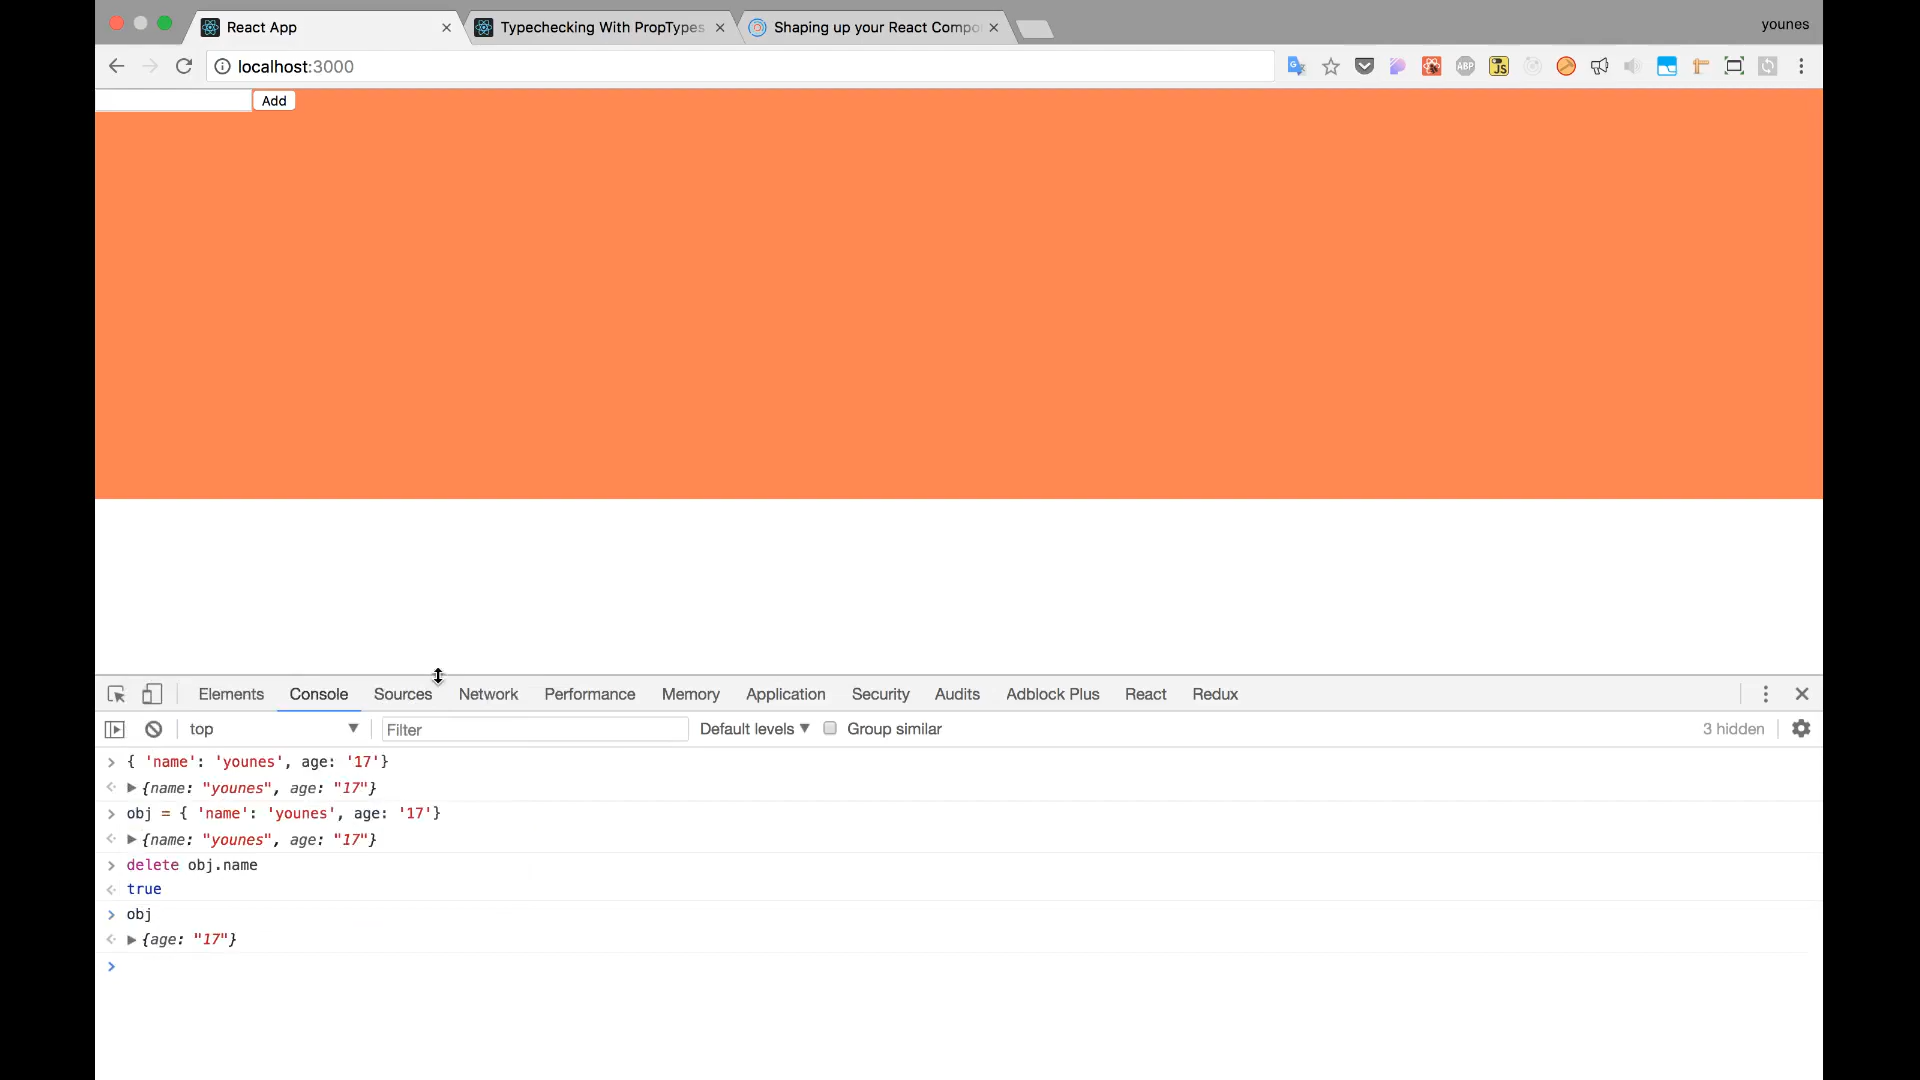 React App
Typechecking With PropTypes
Shaping up your React Compo
younes
localhost:3000
ABP
JS
Add
Elements Console Sources Network Performance Memory Application Security Audits Adblock Plus React Redux
top Filter Default levels Group similar 3 hidden
> { 'name': 'younes', age: '17'}
{name: "younes", age: "17"}
> obj = { 'name': 'younes', age: '17'}
{name: "younes", age: "17"}
> delete obj.name
true
> obj
{age: "17"}
>